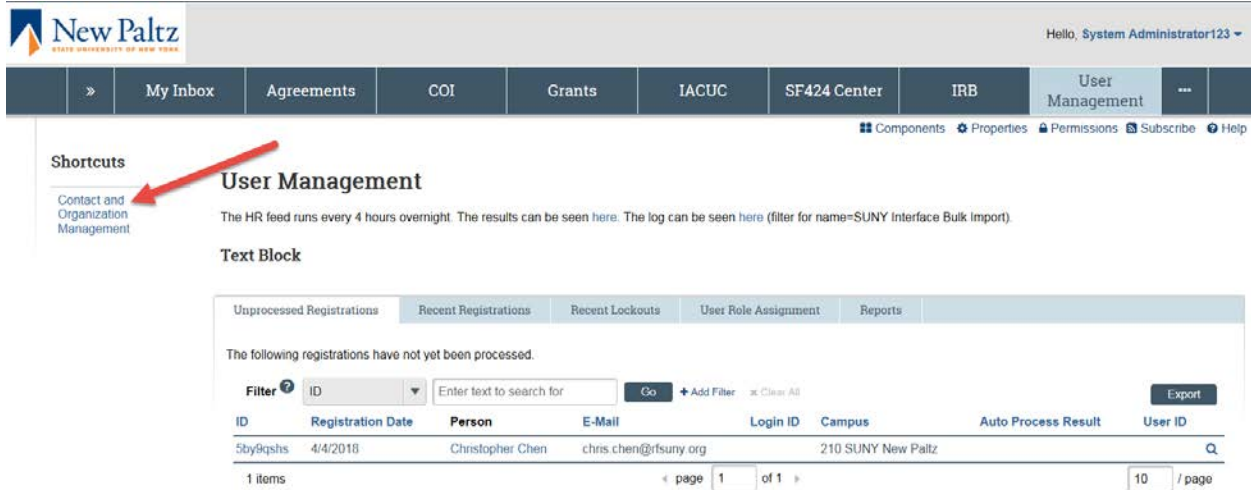 New Paltz
STATE UNIVERSITY OF NEW YORK
Hello, System Administrator123
»
My Inbox
Agreements
COI
Grants
IACUC
SF424 Center
IRB
User
Management
...
Components Properties Permissions Subscribe Help
Shortcuts
Contact and
Organization
Management
User Management
The HR feed runs every 4 hours overnight. The results can be seen here. The log can be seen here (filter for name=SUNY Interface Bulk Import).
Text Block
Unprocessed Registrations Recent Registrations Recent Lockouts User Role Assignment Reports
The following registrations have not yet been processed.
Filter ? ID Enter text to search for Go +Add Filter x Clear All Export
ID Registration Date Person E-Mail Login ID Campus Auto Process Result User ID
5by9qshs 4/4/2018 Christopher Chen chris.chen@rfsuny.org 210 SUNY New Paltz
1 items page 1 of 1 10 / page